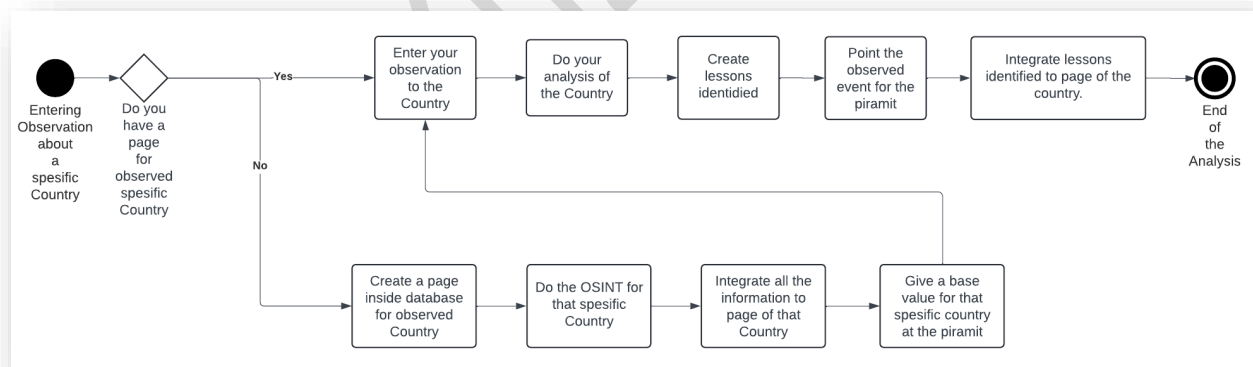 Entering
Observation
about
a
spesific
Country
Do you
have a
page
for
observed
spesific
Country
Yes
No
Enter your
observation
to the
Country
Do your
analysis of
the Country
Create
lessons
identidied
Point the
observed
event for the
piramit
Integrate lessons
identified to page of the
country.
End
of
the
Analysis
Create a page
inside database
for observed
Country
Do the OSINT for
that spesific
Country
Integrate all the
information to
page of that
Country
Give a base
value for that
spesific country
at the piramit